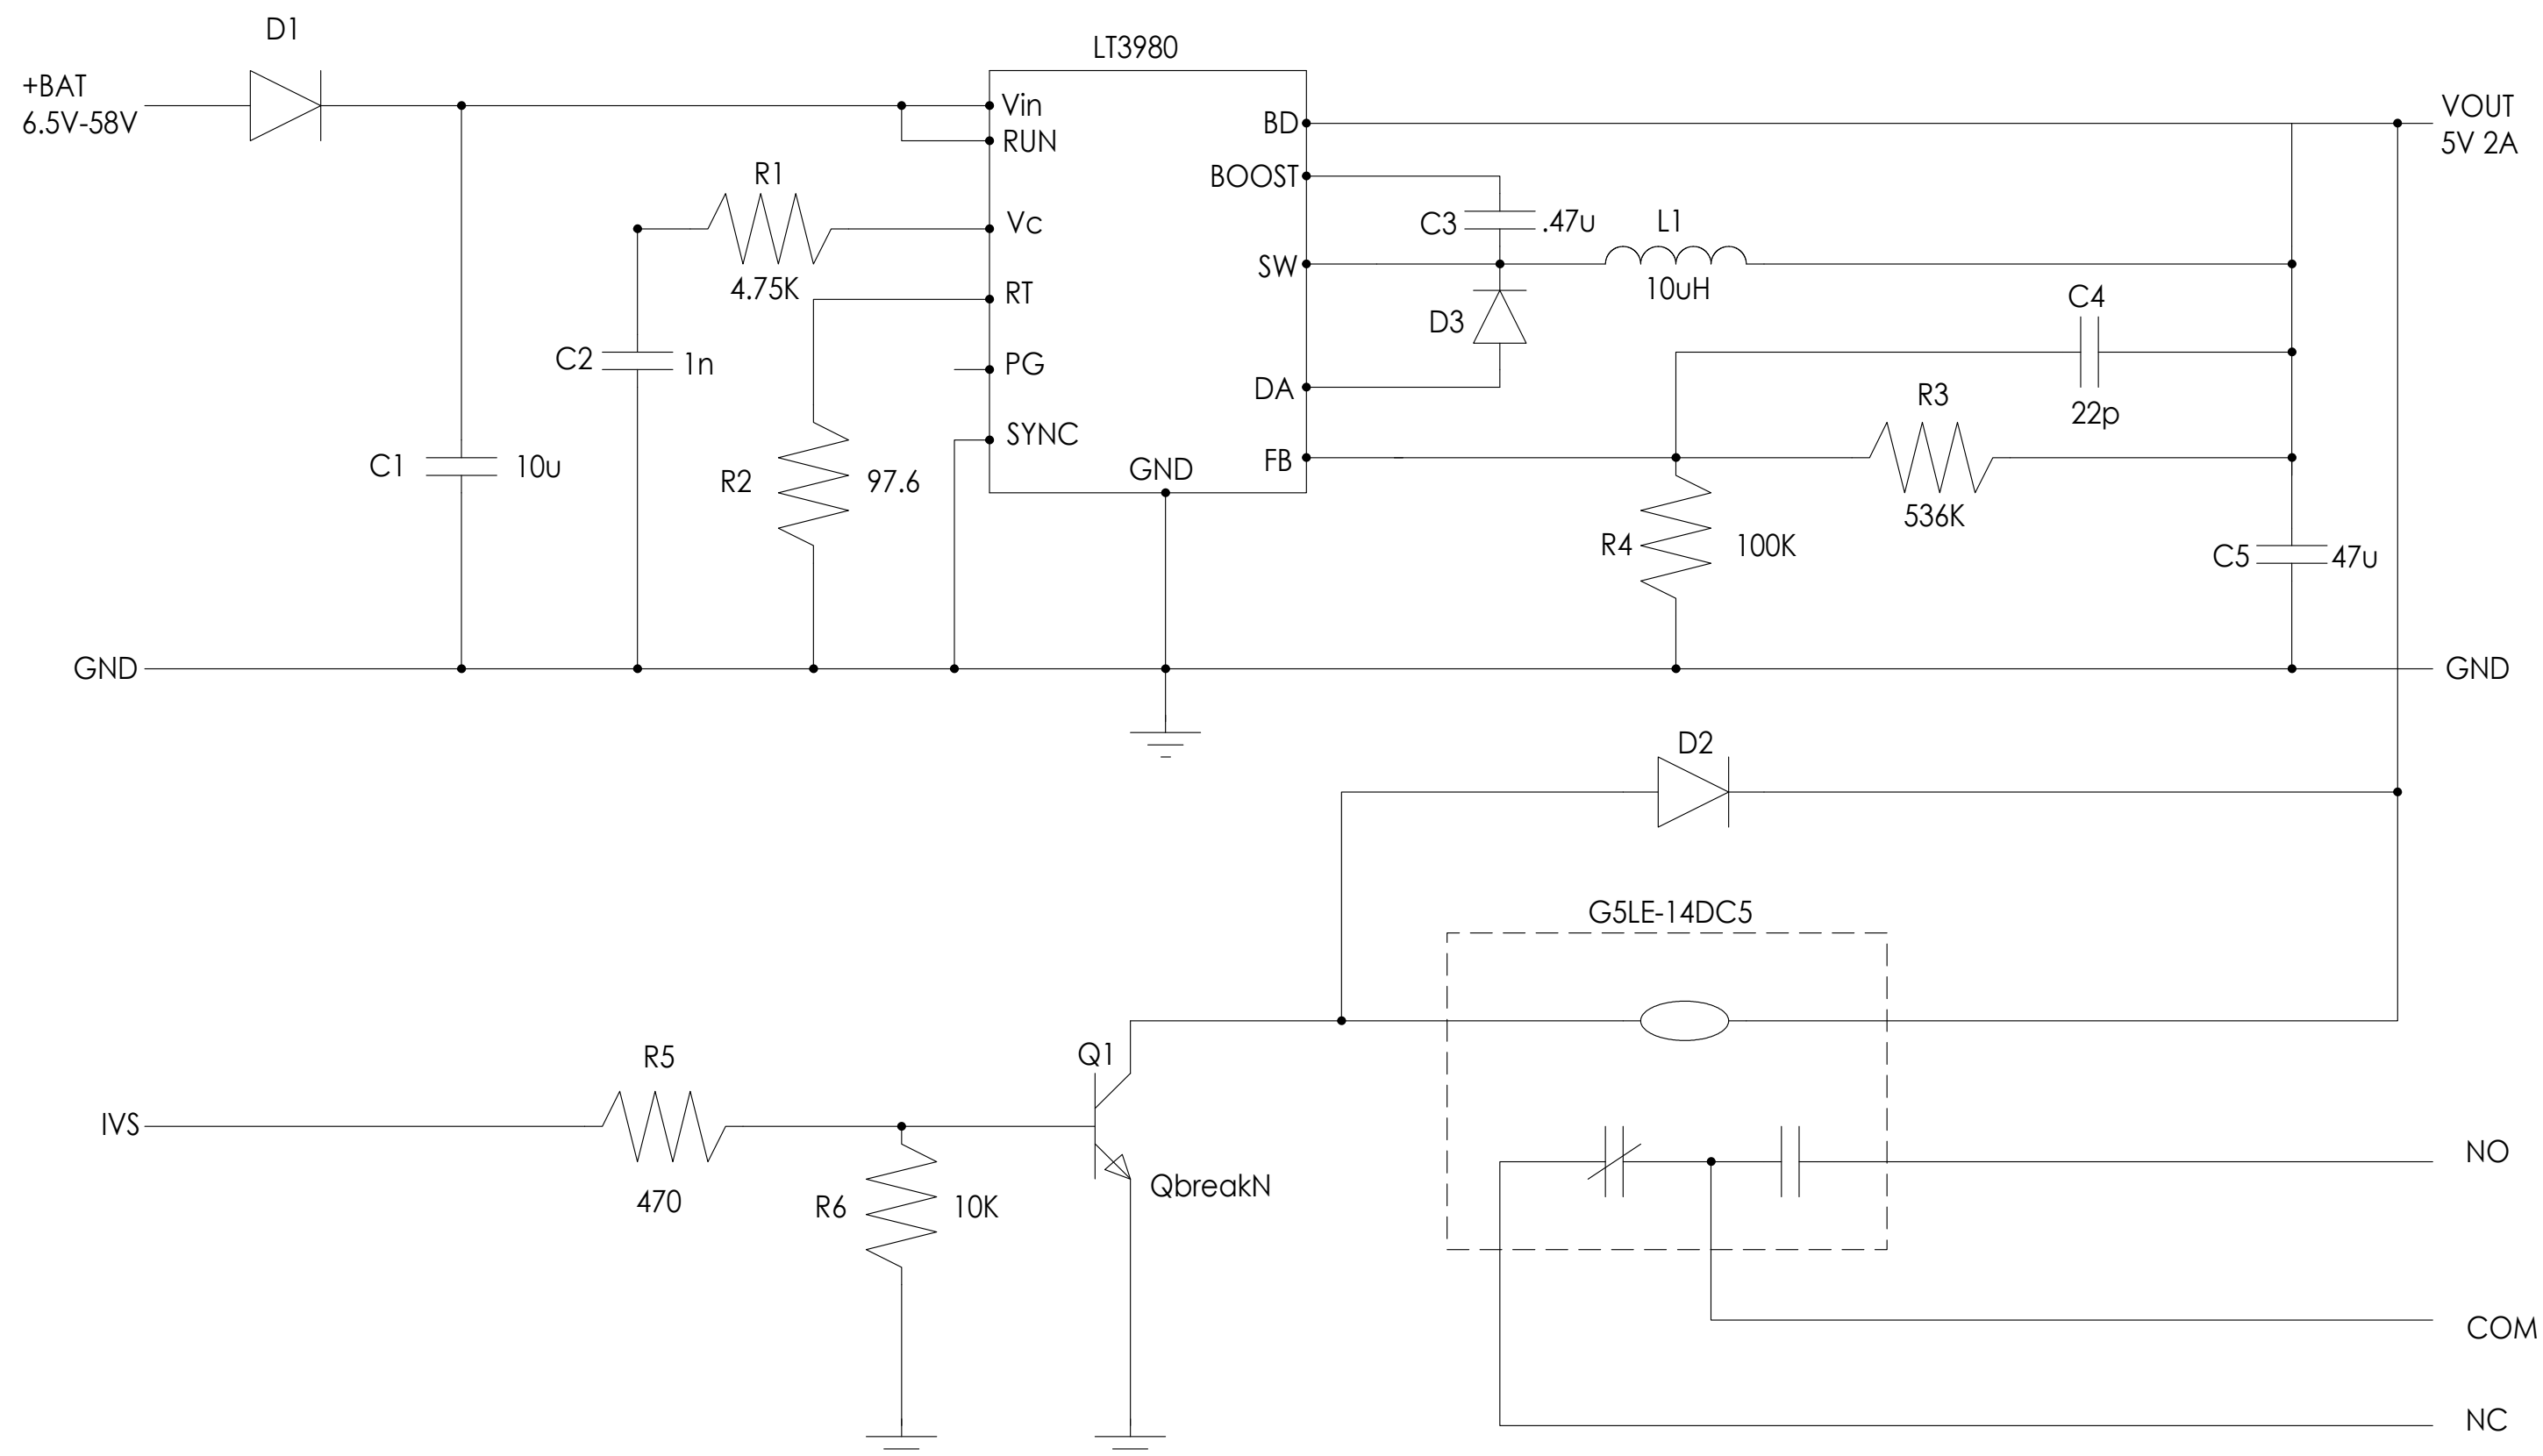 D1
LT3980
+BAT
6.5V-58V
Vin
RUN
BD
VOUT
5V 2A
BOOST
R1
Vc
4.75K
C3
.47u
L1
SW
10uH
RT
C4
D3
C2
1n
PG
DA
22p
R3
SYNC
C1
10u
R2
97.6
GND
FB
536K
R4
100K
C5
47u
GND
GND
D2
G5LE-14DC5
R5
Q1
IVS
470
R6
10K
QbreakN
NO
COM
NC